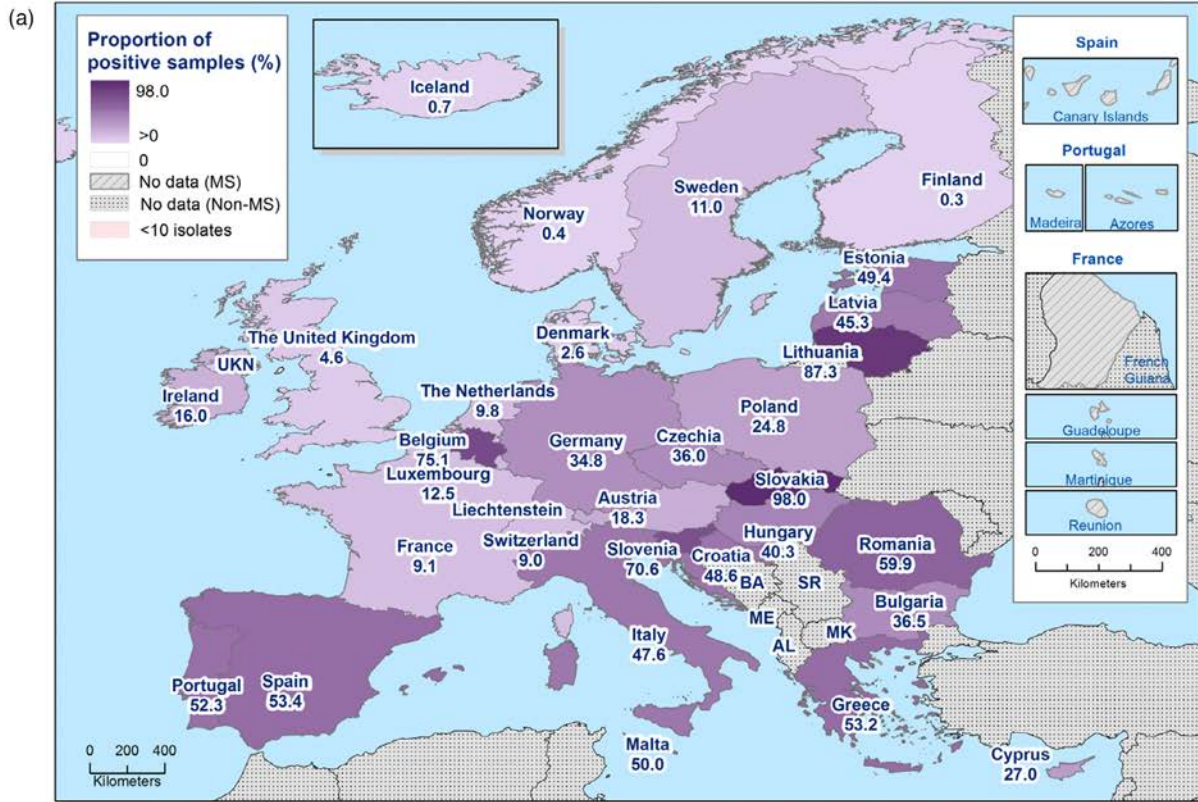 (a)
Proportion of
positive samples (%)
98.0
>0
0
No data (MS)
No data (Non-MS)
<10 isolates
Iceland
0.7
Norway
0.4
Sweden
11.0
Finland
0.3
Estonia
49.4
Latvia
45.3
Lithuania
87.3
The United Kingdom
4.6
UKN
Ireland
16.0
Denmark
2.6
The Netherlands
9.8
Belgium
75.1
Luxembourg
12.5
Germany
34.8
Czechia
36.0
Poland
24.8
Slovakia
98.0
Liechtenstein
Austria
18.3
France
9.1
Switzerland
9.0
Slovenia
70.6
Croatia
48.6
Hungary
40.3
Romania
59.9
BA
SR
Bulgaria
36.5
ME
MK
AL
Italy
47.6
Portugal
52.3
Spain
53.4
Greece
53.2
Malta
50.0
Cyprus
27.0
0 200 400
Kilometers
Spain
Canary Islands
Portugal
Madeira
Azores
France
French
Guiana
Guadeloupe
Martinique
Reunion
0 200 400
Kilometers